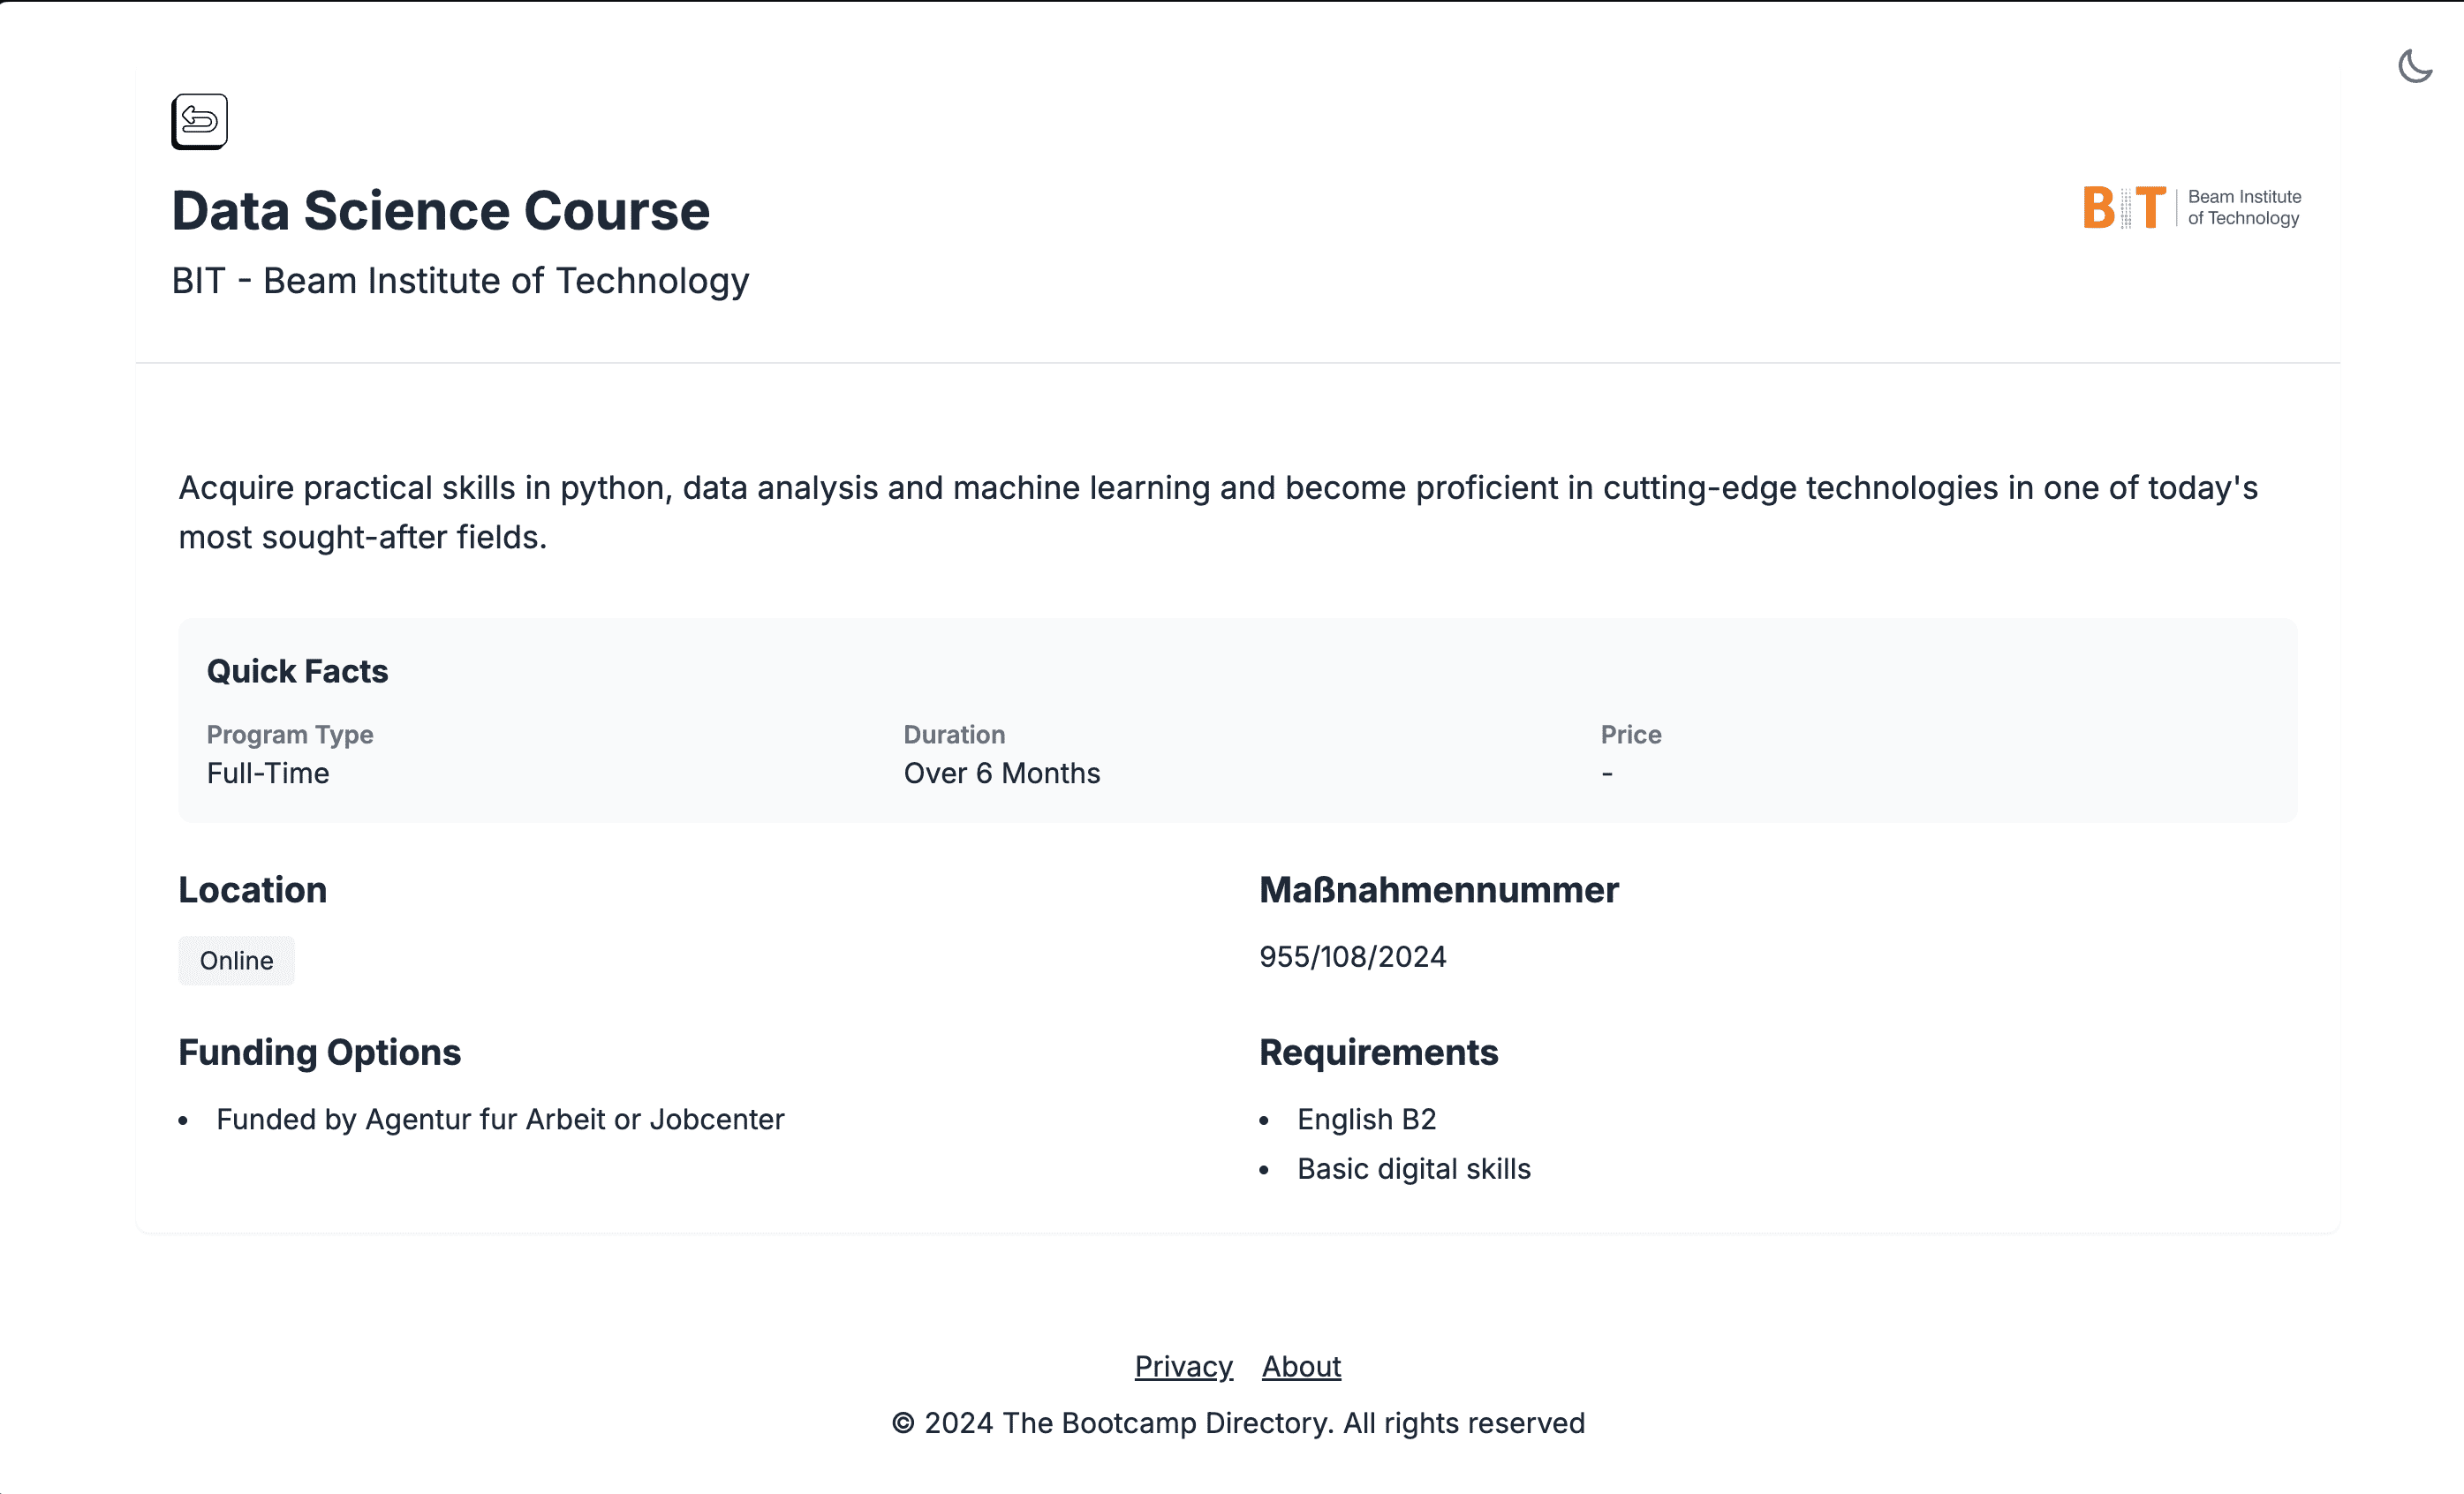 Data Science Course
BIT - Beam Institute of Technology
BIT
Beam Institute
of Technology
Acquire practical skills in python, data analysis and machine learning and become proficient in cutting-edge technologies in one of today's
most sought-after fields.
Quick Facts
Program Type
Full-Time
Duration
Over 6 Months
Price
-
Location
Online
Maßnahmennummer
955/108/2024
Funding Options
• Funded by Agentur fur Arbeit or Jobcenter
Requirements
• English B2
• Basic digital skills
Privacy About
© 2024 The Bootcamp Directory. All rights reserved